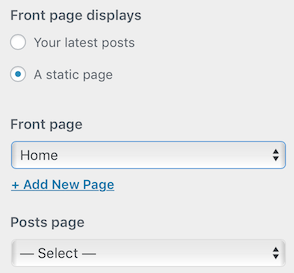 Front page displays
Your latest posts
A static page
Front page
Home
+ Add New Page
Posts page
— Select —